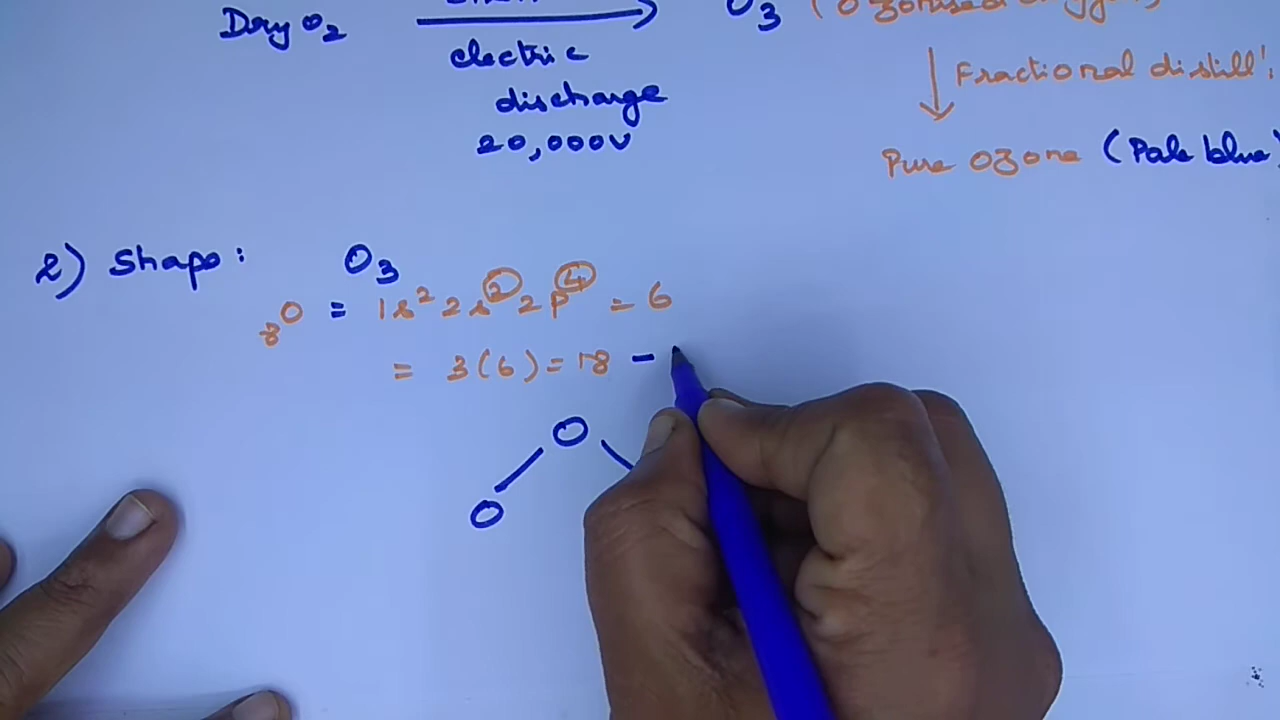 Dry O2 → O3
electric
discharge
20,000V
Fractional distill'.
Pure Ozone (Pale blue)
2) Shape: O3
8O = 1s² 2s² 2p⁴ = 6
= 3(6) = 18 -
O
O